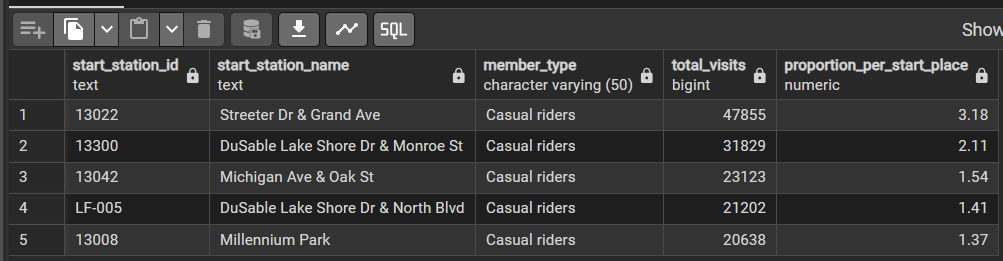 SQL Show
start_station_id start_station_name member_type total_visits proportion_per_start_place
text text character varying (50) bigint numeric
1 13022 Streeter Dr & Grand Ave Casual riders 47855 3.18
2 13300 DuSable Lake Shore Dr & Monroe St Casual riders 31829 2.11
3 13042 Michigan Ave & Oak St Casual riders 23123 1.54
4 LF-005 DuSable Lake Shore Dr & North Blvd Casual riders 21202 1.41
5 13008 Millennium Park Casual riders 20638 1.37